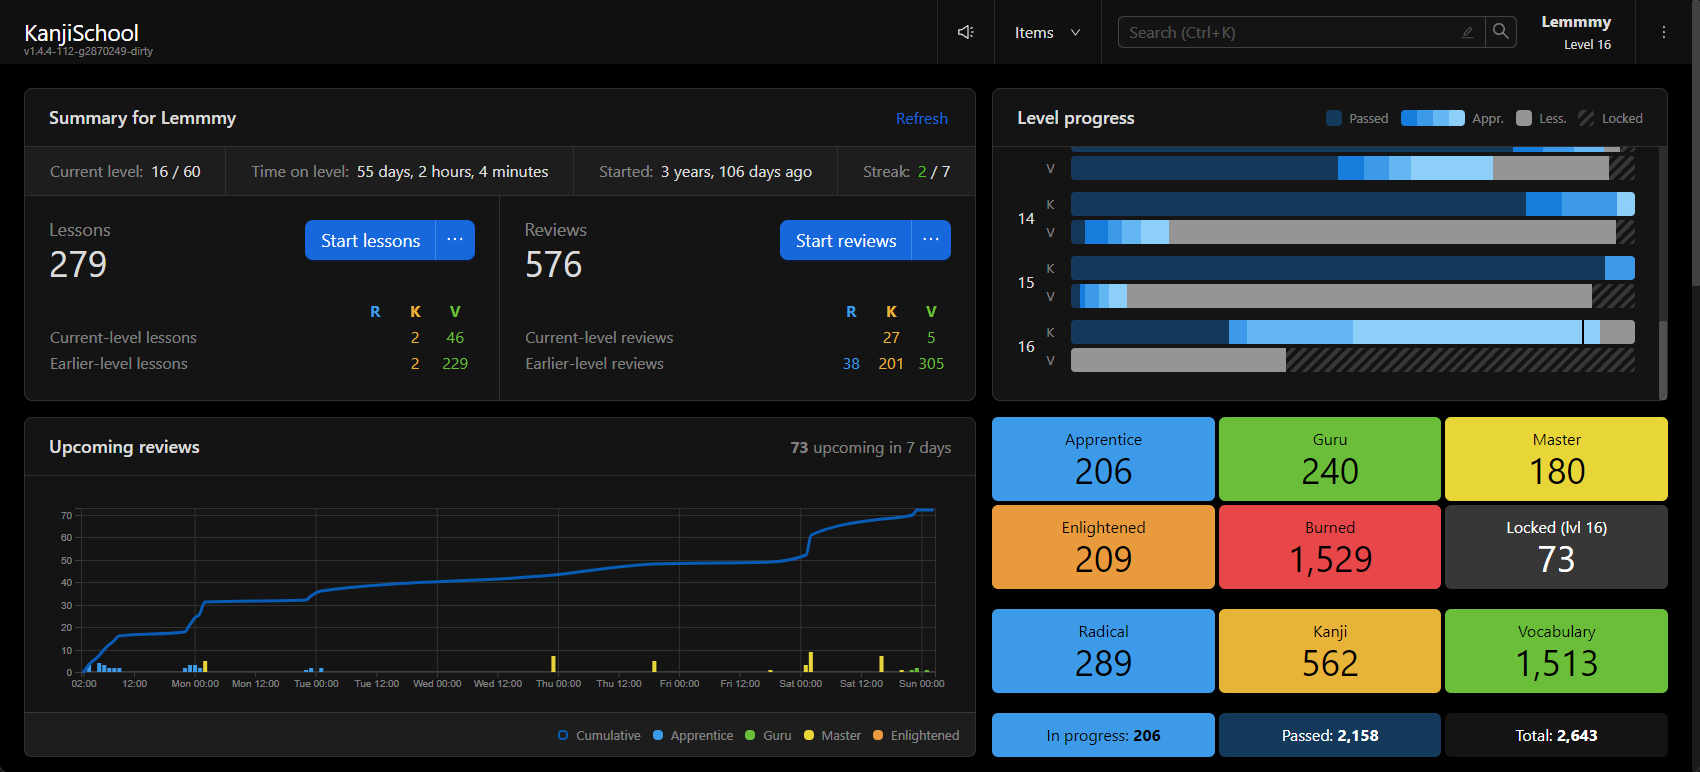 KanjiSchool
v1.4.4-112-g2870249-dirty
Items
Search (Ctrl+K)
Lemmmy
Level 16
Summary for Lemmmy
Refresh
Current level: 16 / 60
Time on level: 55 days, 2 hours, 4 minutes
Started: 3 years, 106 days ago
Streak: 2 / 7
Lessons
279
Start lessons
R K V
Current-level lessons 2 46
Earlier-level lessons 2 229
Reviews
576
Start reviews
R K V
Current-level reviews 27 5
Earlier-level reviews 38 201 305
Level progress
Passed Appr. Less. Locked
V
14 K
V
15 K
V
16 K
V
Upcoming reviews
73 upcoming in 7 days
70
60
50
40
30
20
10
0
02:00 12:00 Mon 00:00 Mon 12:00 Tue 00:00 Tue 12:00 Wed 00:00 Wed 12:00 Thu 00:00 Thu 12:00 Fri 00:00 Fri 12:00 Sat 00:00 Sat 12:00 Sun 00:00
Cumulative Apprentice Guru Master Enlightened
Apprentice
206
Guru
240
Master
180
Enlightened
209
Burned
1,529
Locked (lvl 16)
73
Radical
289
Kanji
562
Vocabulary
1,513
In progress: 206
Passed: 2,158
Total: 2,643